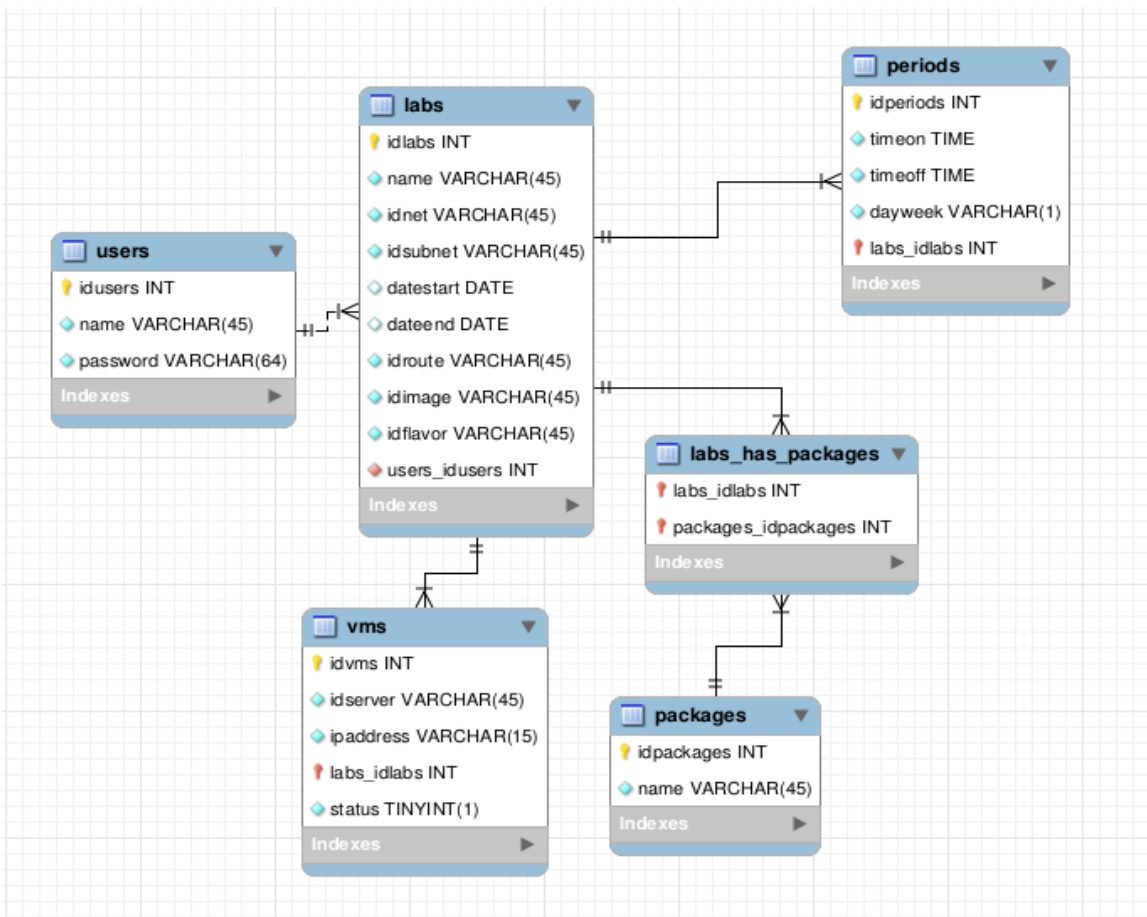 users
idusers INT
name VARCHAR(45)
password VARCHAR(64)
Indexes
labs
idlabs INT
name VARCHAR(45)
idnet VARCHAR(45)
idsubnet VARCHAR(45)
datestart DATE
dateend DATE
idroute VARCHAR(45)
idimage VARCHAR(45)
idflavor VARCHAR(45)
users_idusers INT
Indexes
periods
idperiods INT
timeon TIME
timeoff TIME
dayweek VARCHAR(1)
labs_idlabs INT
Indexes
labs_has_packages
labs_idlabs INT
packages_idpackages INT
Indexes
vms
idvms INT
idserver VARCHAR(45)
ipaddress VARCHAR(15)
labs_idlabs INT
status TINYINT(1)
Indexes
packages
idpackages INT
name VARCHAR(45)
Indexes